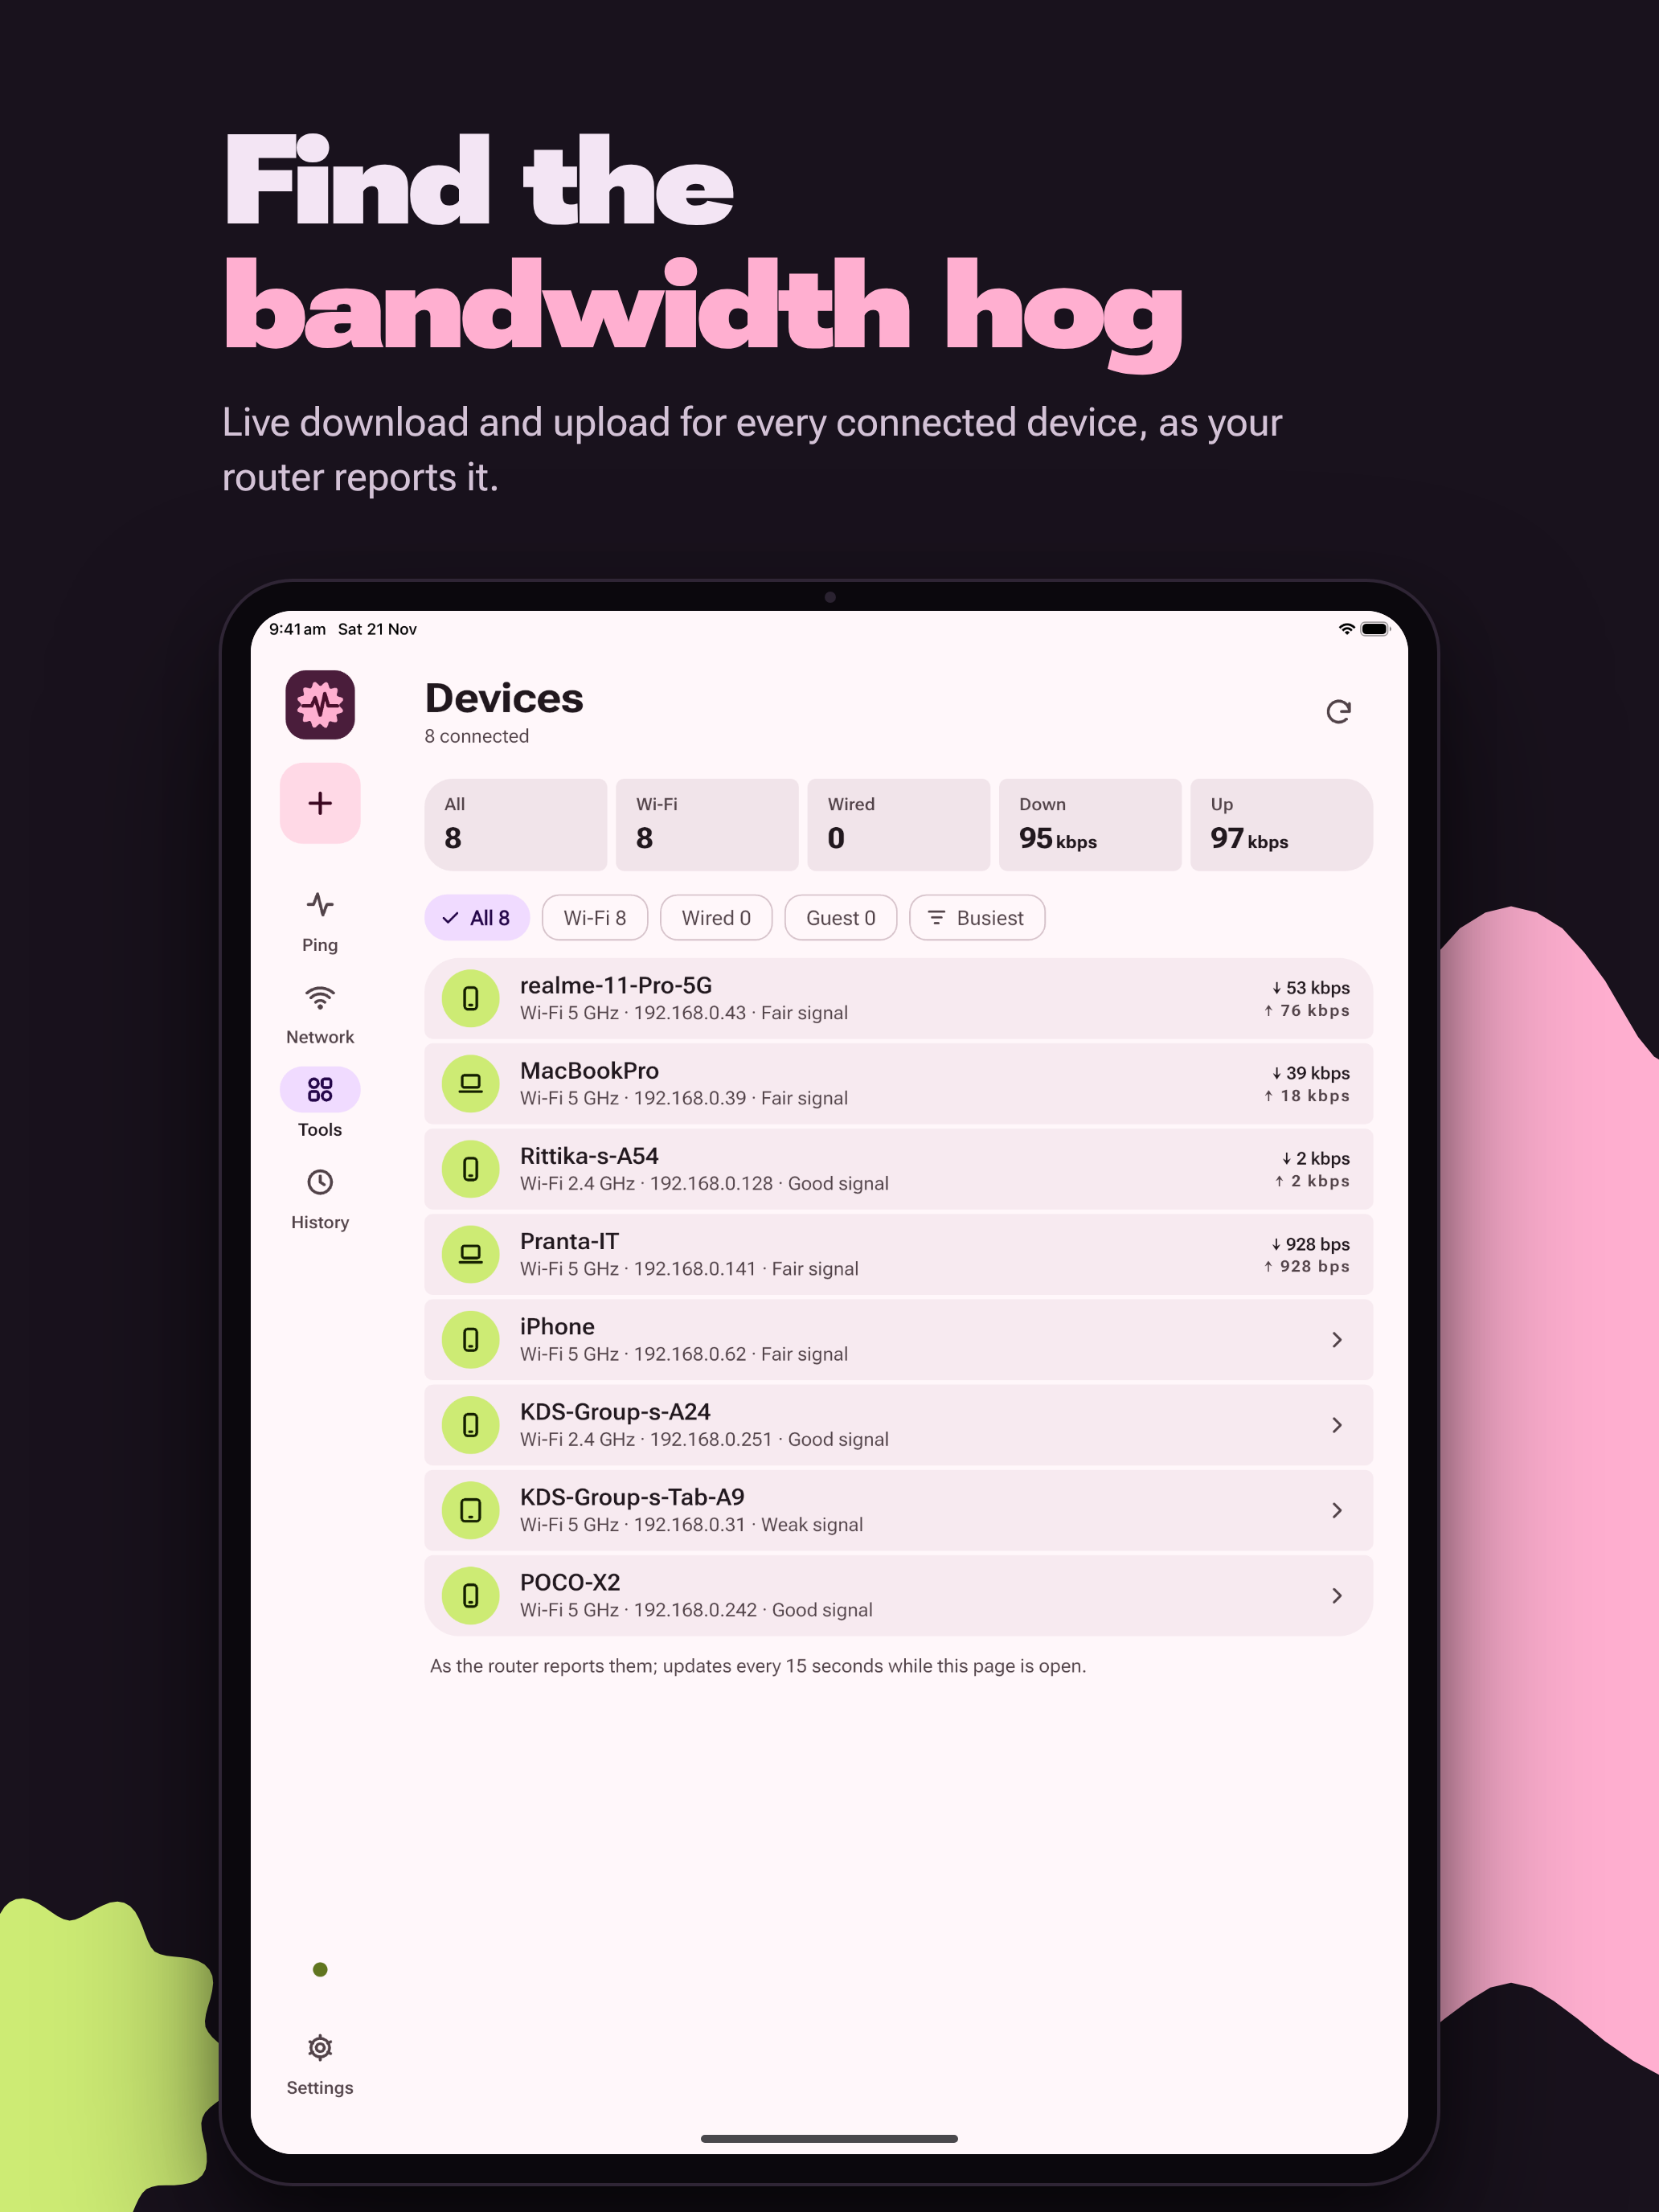 Find the
bandwidth hog
Live download and upload for every connected device, as your
router reports it.
9:41 am Sat 21 Nov
Devices
8 connected
All
8
Wi-Fi
8
Wired
0
Down
95 kbps
Up
97 kbps
All 8
Wi-Fi 8
Wired 0
Guest 0
Busiest
Ping
Network
Tools
History
realme-11-Pro-5G
Wi-Fi 5 GHz · 192.168.0.43 · Fair signal
↓ 53 kbps
↑ 76 kbps
MacBookPro
Wi-Fi 5 GHz · 192.168.0.39 · Fair signal
↓ 39 kbps
↑ 18 kbps
Rittika-s-A54
Wi-Fi 2.4 GHz · 192.168.0.128 · Good signal
↓ 2 kbps
↑ 2 kbps
Pranta-IT
Wi-Fi 5 GHz · 192.168.0.141 · Fair signal
↓ 928 bps
↑ 928 bps
iPhone
Wi-Fi 5 GHz · 192.168.0.62 · Fair signal
KDS-Group-s-A24
Wi-Fi 2.4 GHz · 192.168.0.251 · Good signal
KDS-Group-s-Tab-A9
Wi-Fi 5 GHz · 192.168.0.31 · Weak signal
POCO-X2
Wi-Fi 5 GHz · 192.168.0.242 · Good signal
As the router reports them; updates every 15 seconds while this page is open.
Settings